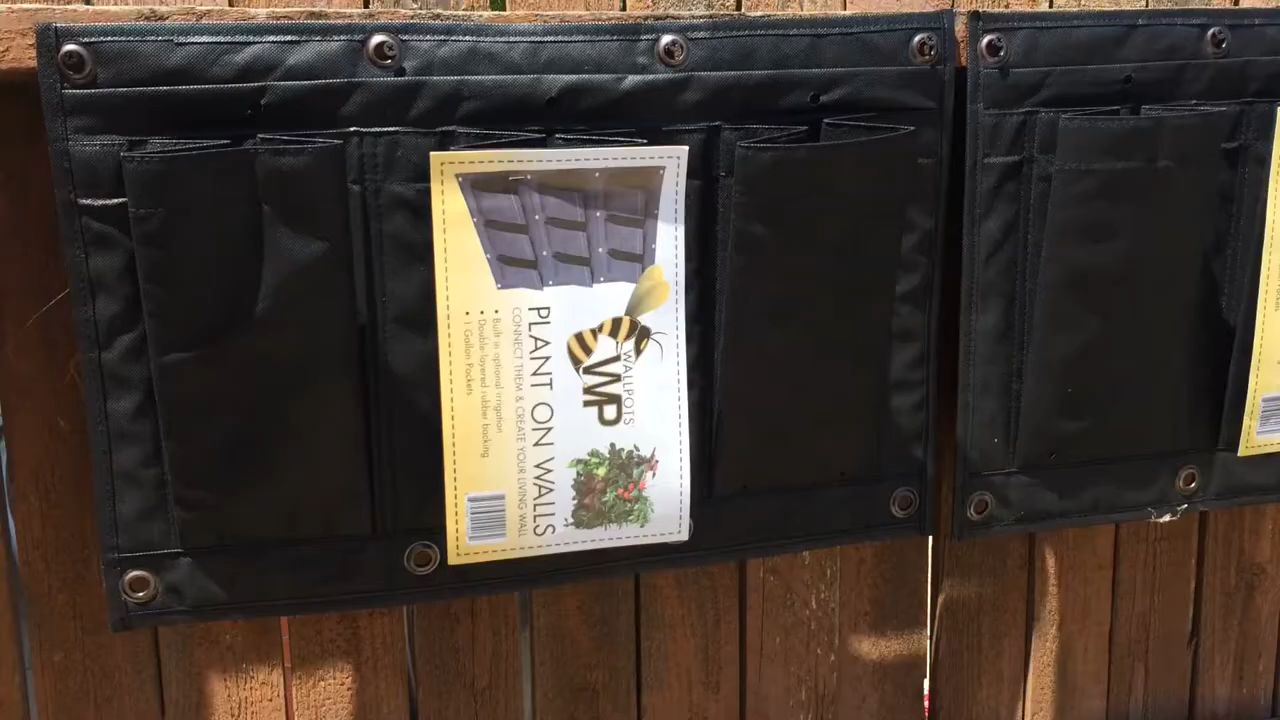 WALLPOTS
WP
PLANT ON WALLS
CONNECT THEM & CREATE YOUR LIVING WALL
• Built in optional irrigation
• Double-layered rubber backing
• 1 Gallon Pockets